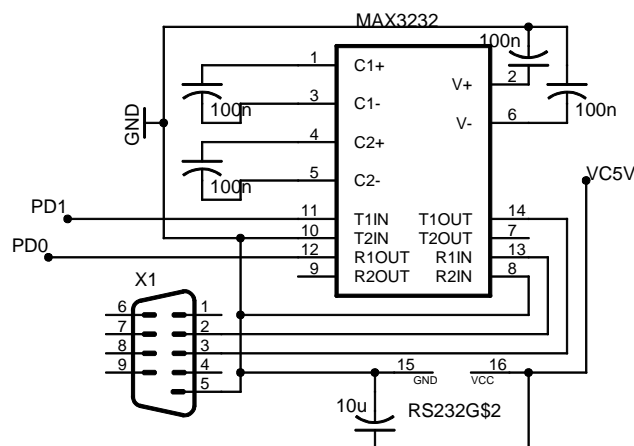 MAX3232
100n
1 C1+
100n
3 C1-
V+ 2
V- 6
100n
GND
4 C2+
100n
5 C2-
VC5V
PD1
11 T1IN T1OUT 14
10 T2IN T2OUT 7
PD0
12 R1OUT R1IN 13
9 R2OUT R2IN 8
X1
6 1
7 2
8 3
9 4
5
15 GND
16 VCC
10u
RS232G$2